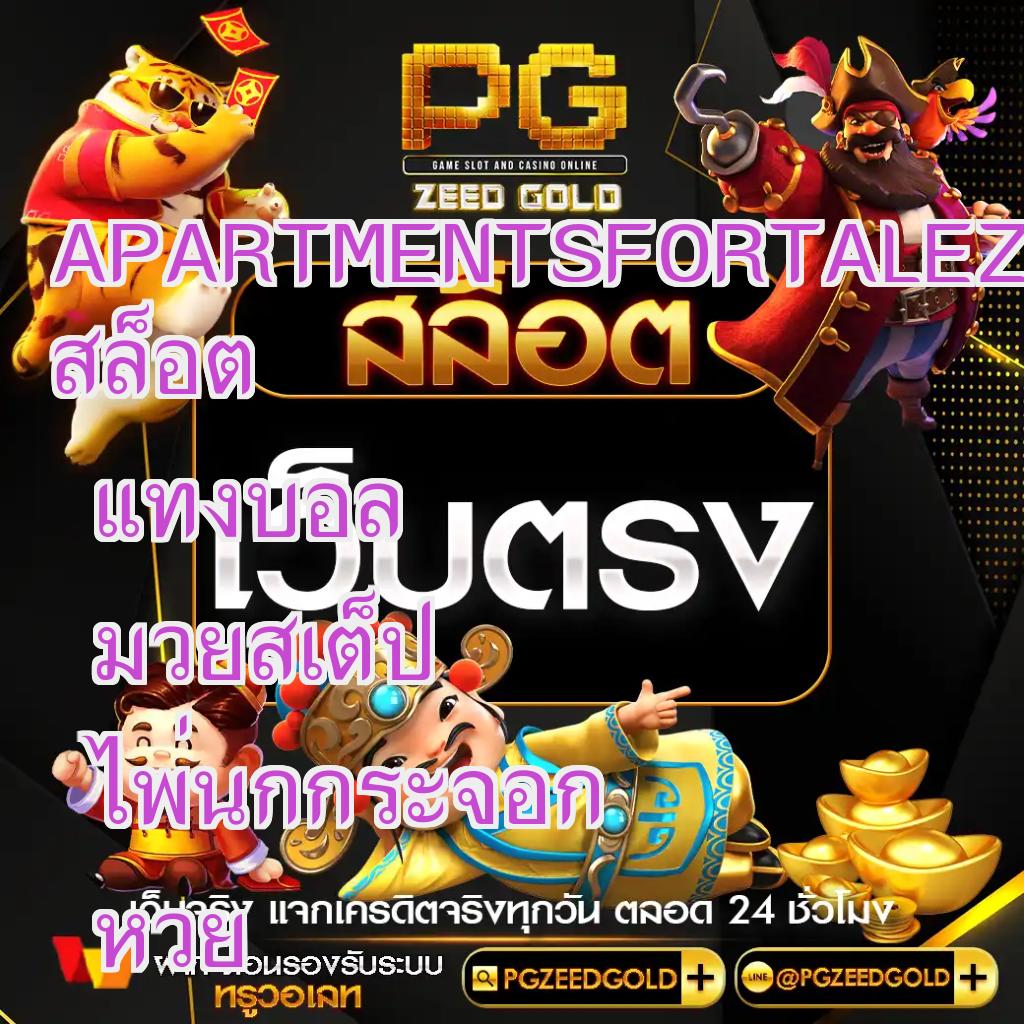 PG
GAME SLOT AND CASINO ONLINE
ZEED GOLD
APARTMENTSFORTALEZ
สล็อต
สล็อต
แทงบอล
เว็บตรง
มวยสเต็ป
ไพ่นกกระจอก
แจกเครดิตจริงทุกวัน ตลอด 24 ชั่วโมง
หวย
รองรับระบบ
ทรูวอเลท
PGZEEDGOLD +
LINE @PGZEEDGOLD +